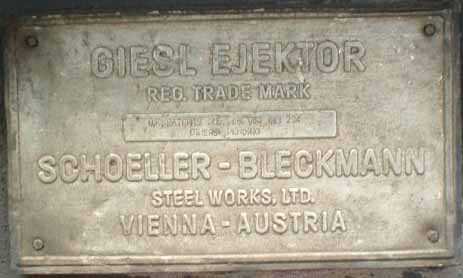 GIESL EJEKTOR
REG. TRADE MARK
SCHOELLER-BLECKMANN
STEEL WORKS, LTD.
VIENNA-AUSTRIA